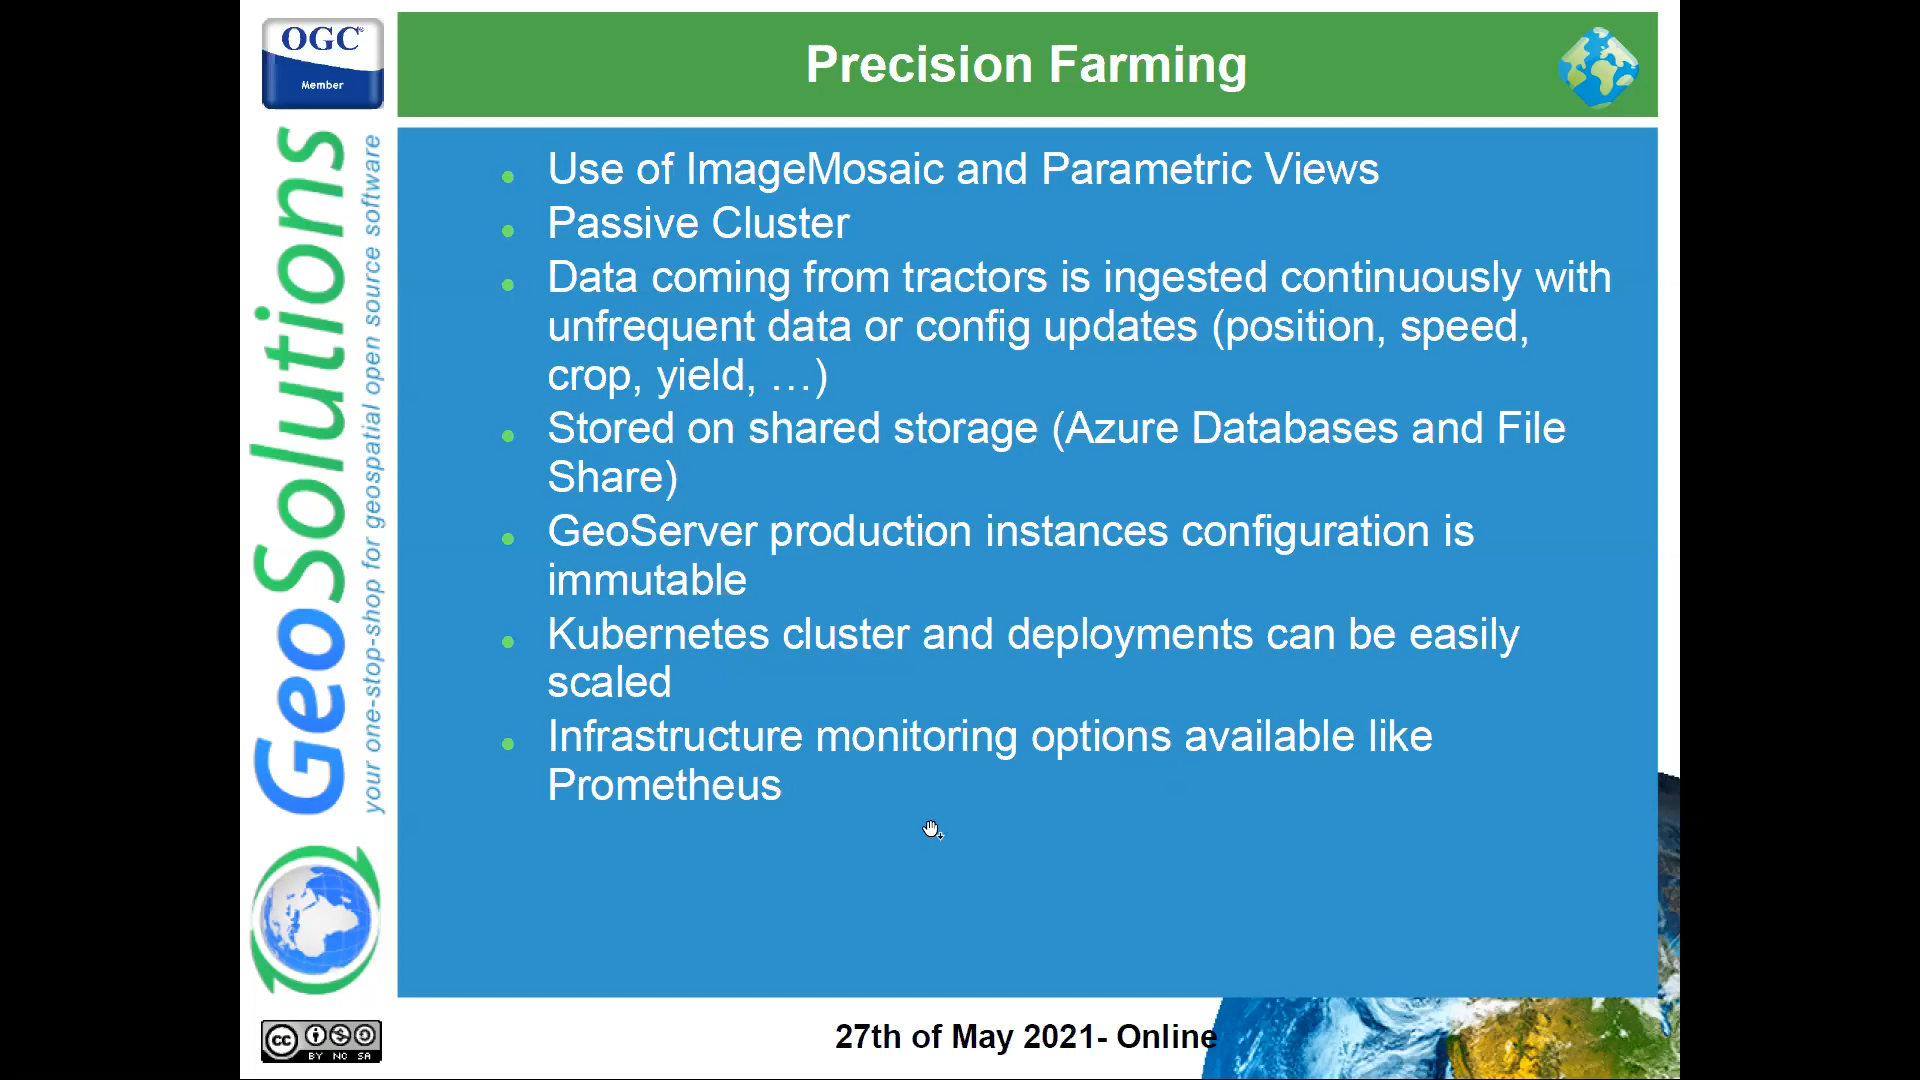 OGC®
Member
Precision Farming
GeoSolutions
your one-stop-shop for geospatial open source software
Use of ImageMosaic and Parametric Views
Passive Cluster
Data coming from tractors is ingested continuously with
unfrequent data or config updates (position, speed,
crop, yield, …)
Stored on shared storage (Azure Databases and File
Share)
GeoServer production instances configuration is
immutable
Kubernetes cluster and deployments can be easily
scaled
Infrastructure monitoring options available like
Prometheus
cc
BY NC SA
27th of May 2021- Online